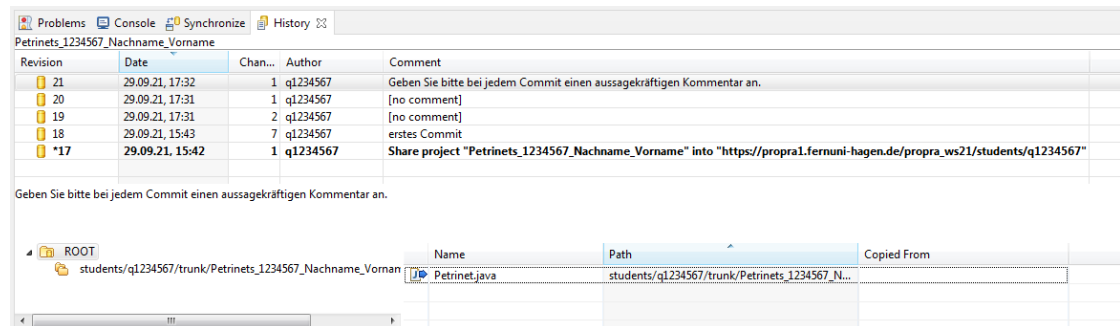 Problems Console Synchronize History
Petrinets_1234567_Nachname_Vorname
Revision Date Chan... Author Comment
21 29.09.21, 17:32 1 q1234567 Geben Sie bitte bei jedem Commit einen aussagekräftigen Kommentar an.
20 29.09.21, 17:31 1 q1234567 [no comment]
19 29.09.21, 17:31 2 q1234567 [no comment]
18 29.09.21, 15:43 7 q1234567 erstes Commit
*17 29.09.21, 15:42 1 q1234567 Share project "Petrinets_1234567_Nachname_Vorname" into "https://propra1.fernuni-hagen.de/propra_ws21/students/q1234567"
Geben Sie bitte bei jedem Commit einen aussagekräftigen Kommentar an.
ROOT Name Path Copied From
students/q1234567/trunk/Petrinets_1234567_Nachname_Vornam Petrinet.java students/q1234567/trunk/Petrinets_1234567_N...